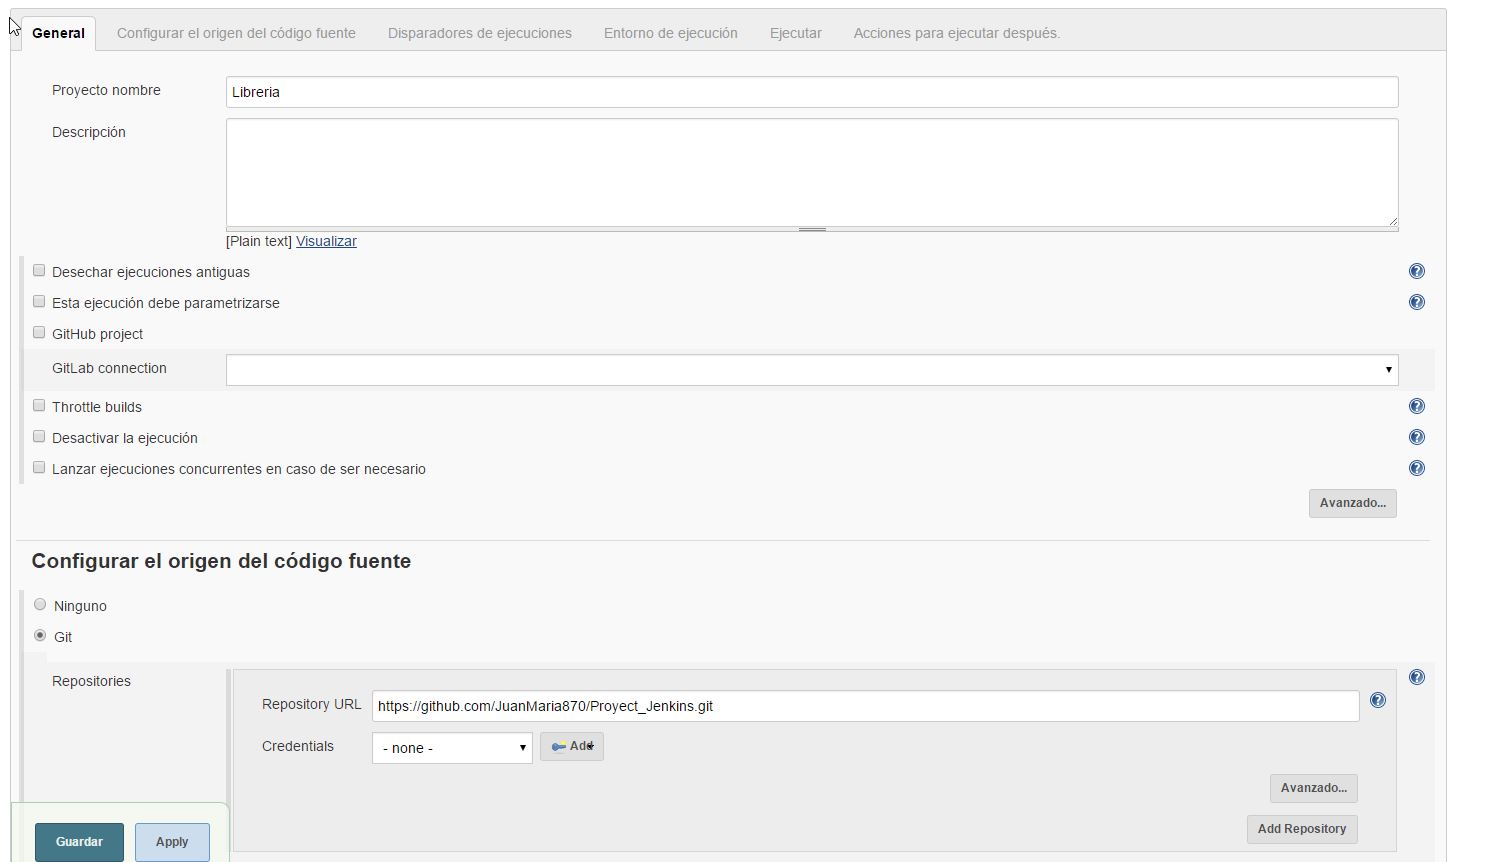 General Configurar el origen del código fuente Disparadores de ejecuciones Entorno de ejecución Ejecutar Acciones para ejecutar después.
Proyecto nombre Libreria
Descripción
[Plain text] Visualizar
Desechar ejecuciones antiguas
Esta ejecución debe parametrizarse
GitHub project
GitLab connection
Throttle builds
Desactivar la ejecución
Lanzar ejecuciones concurrentes en caso de ser necesario
Avanzado...
Configurar el origen del código fuente
Ninguno
Git
Repositories
Repository URL https://github.com/JuanMaria870/Proyect_Jenkins.git
Credentials - none - Add
Avanzado...
Add Repository
Guardar Apply